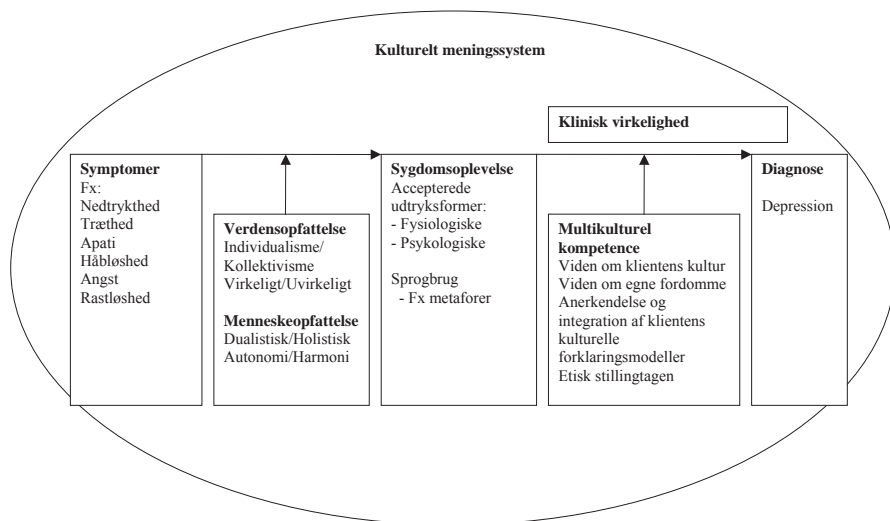 Kulturelt meningssystem
Klinisk virkelighed
Symptomer
Fx:
Nedtrykthed
Træthed
Apati
Håbløshed
Angst
Rastløshed
Verdensopfattelse
Individualisme/
Kollektivisme
Virkeligt/Uvirkeligt
Menneskeopfattelse
Dualistisk/Holistisk
Autonomi/Harmoni
Sygdomsoplevelse
Accepterede
udtryksformer:
- Fysiologiske
- Psykologiske
Sprogbrug
- Fx metaforer
Multikulturel
kompetence
Viden om klientens kultur
Viden om egne fordomme
Anerkendelse og
integration af klientens
kulturelle
forklaringsmodeller
Etisk stillingtagen
Diagnose
Depression